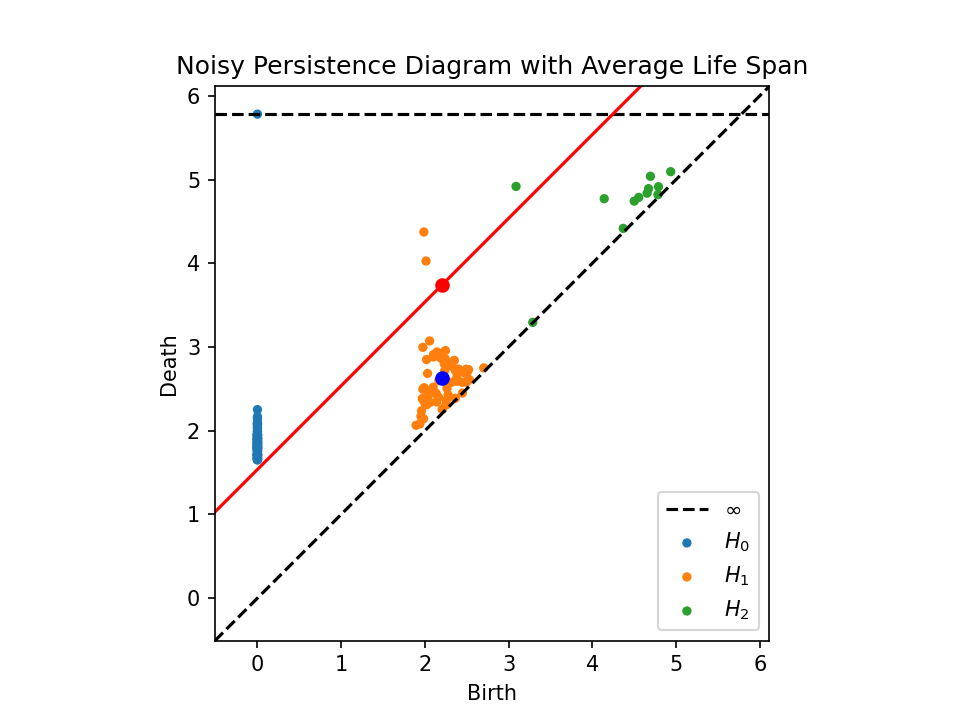 Noisy Persistence Diagram with Average Life Span
6
5
4
3
2
1
0
Death
0 1 2 3 4 5 6
Birth
∞
H₀
H₁
H₂